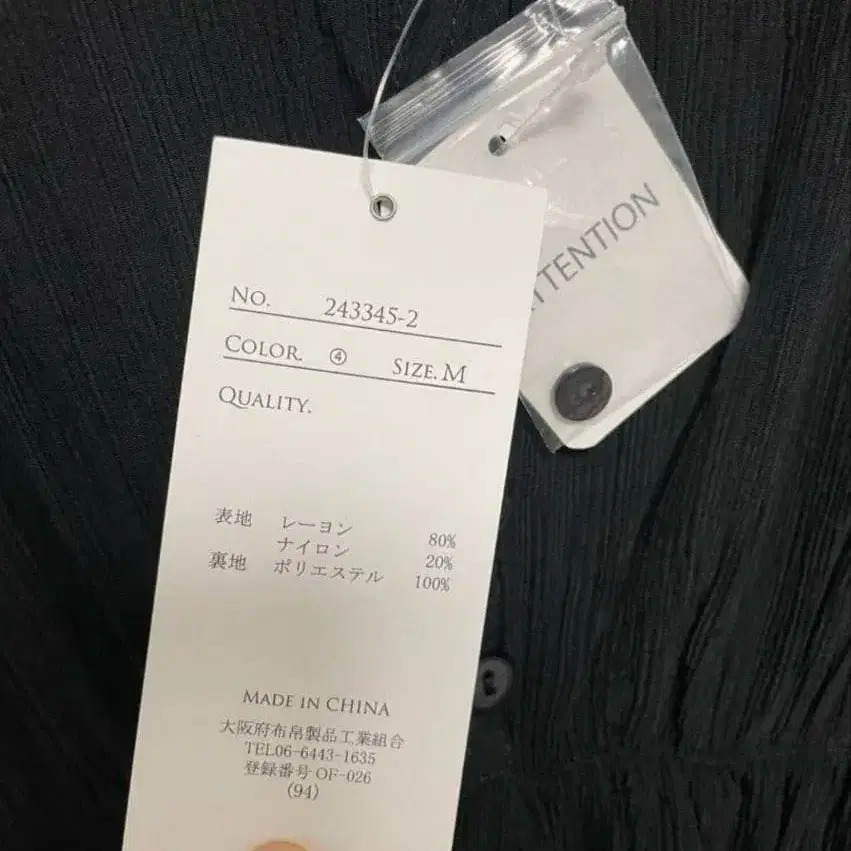 No. 243345-2
COLOR. ④ SIZE. M
QUALITY.
表地 レーヨン 80%
ナイロン 20%
裏地 ポリエステル 100%
MADE IN CHINA
大阪府布帛製品工業組合
TEL06-6443-1635
登録番号 OF-026
(94)
TTENTION